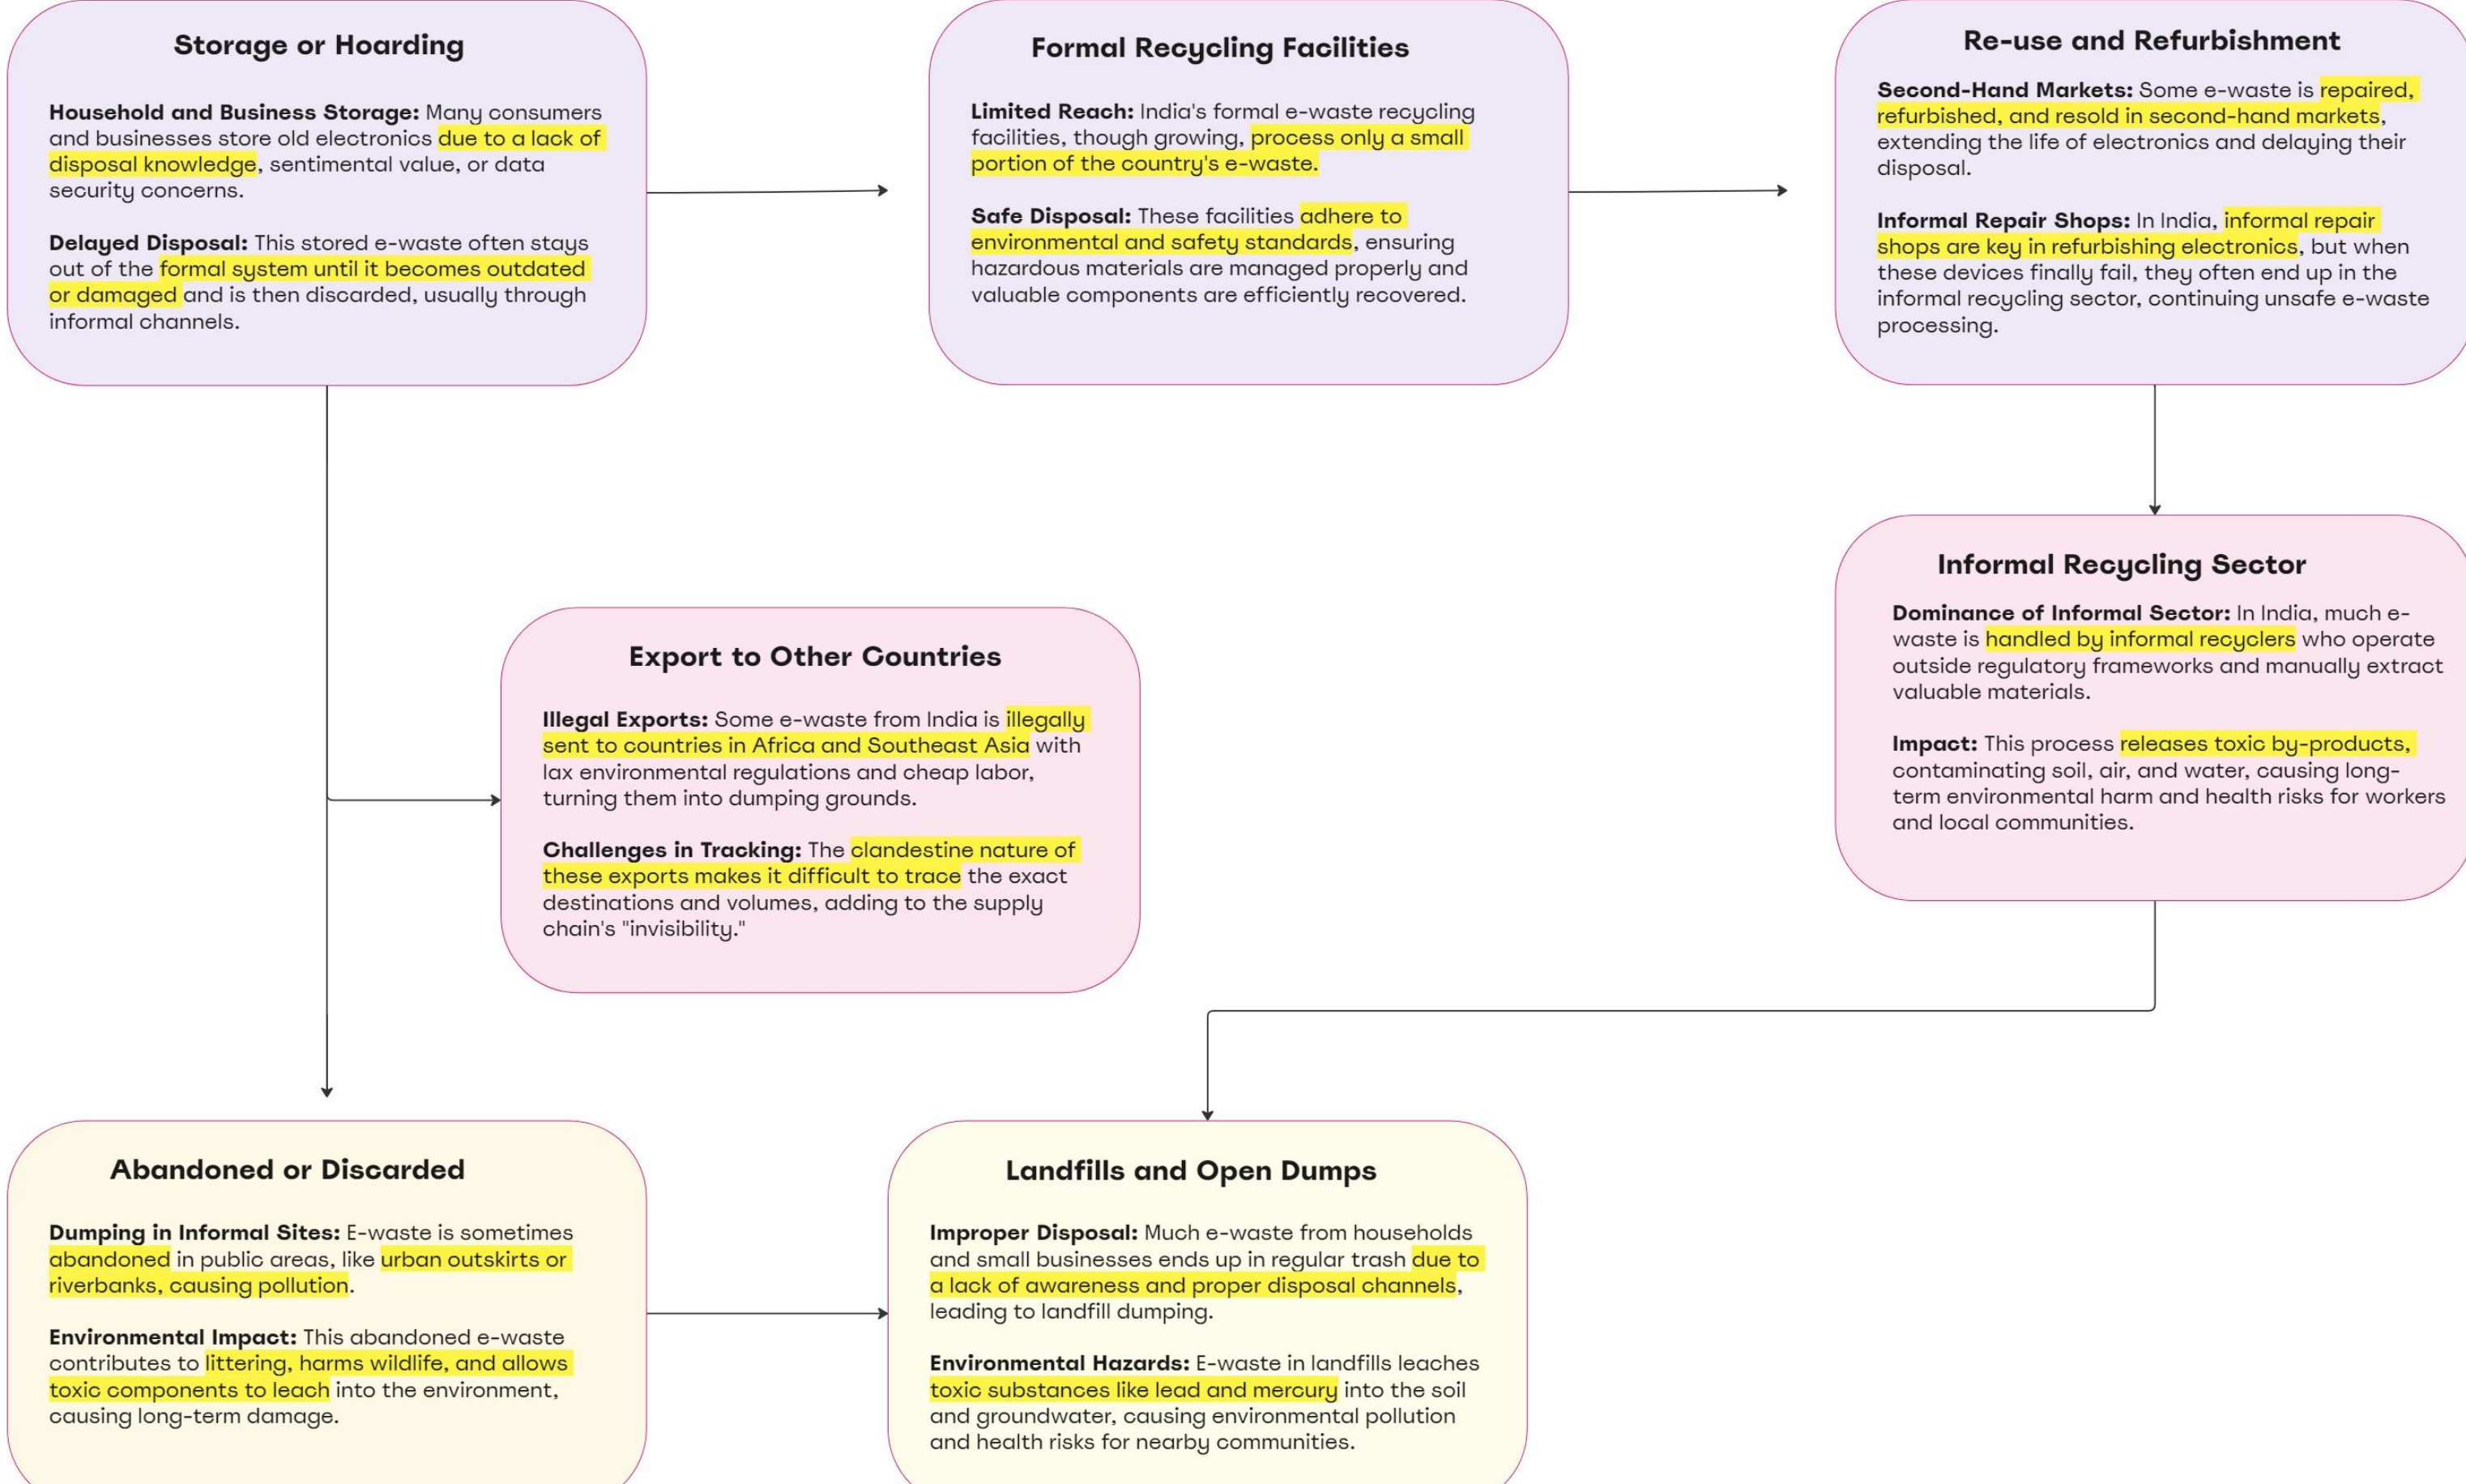 Storage or Hoarding
Household and Business Storage: Many consumers
and businesses store old electronics due to a lack of
disposal knowledge, sentimental value, or data
security concerns.
Delayed Disposal: This stored e-waste often stays
out of the formal system until it becomes outdated
or damaged and is then discarded, usually through
informal channels.
Formal Recycling Facilities
Limited Reach: India's formal e-waste recycling
facilities, though growing, process only a small
portion of the country's e-waste.
Safe Disposal: These facilities adhere to
environmental and safety standards, ensuring
hazardous materials are managed properly and
valuable components are efficiently recovered.
Re-use and Refurbishment
Second-Hand Markets: Some e-waste is repaired,
refurbished, and resold in second-hand markets,
extending the life of electronics and delaying their
disposal.
Informal Repair Shops: In India, informal repair
shops are key in refurbishing electronics, but when
these devices finally fail, they often end up in the
informal recycling sector, continuing unsafe e-waste
processing.
Export to Other Countries
Illegal Exports: Some e-waste from India is illegally
sent to countries in Africa and Southeast Asia with
lax environmental regulations and cheap labor,
turning them into dumping grounds.
Challenges in Tracking: The clandestine nature of
these exports makes it difficult to trace the exact
destinations and volumes, adding to the supply
chain's "invisibility."
Informal Recycling Sector
Dominance of Informal Sector: In India, much e-
waste is handled by informal recyclers who operate
outside regulatory frameworks and manually extract
valuable materials.
Impact: This process releases toxic by-products,
contaminating soil, air, and water, causing long-
term environmental harm and health risks for workers
and local communities.
Abandoned or Discarded
Dumping in Informal Sites: E-waste is sometimes
abandoned in public areas, like urban outskirts or
riverbanks, causing pollution.
Environmental Impact: This abandoned e-waste
contributes to littering, harms wildlife, and allows
toxic components to leach into the environment,
causing long-term damage.
Landfills and Open Dumps
Improper Disposal: Much e-waste from households
and small businesses ends up in regular trash due to
a lack of awareness and proper disposal channels,
leading to landfill dumping.
Environmental Hazards: E-waste in landfills leaches
toxic substances like lead and mercury into the soil
and groundwater, causing environmental pollution
and health risks for nearby communities.